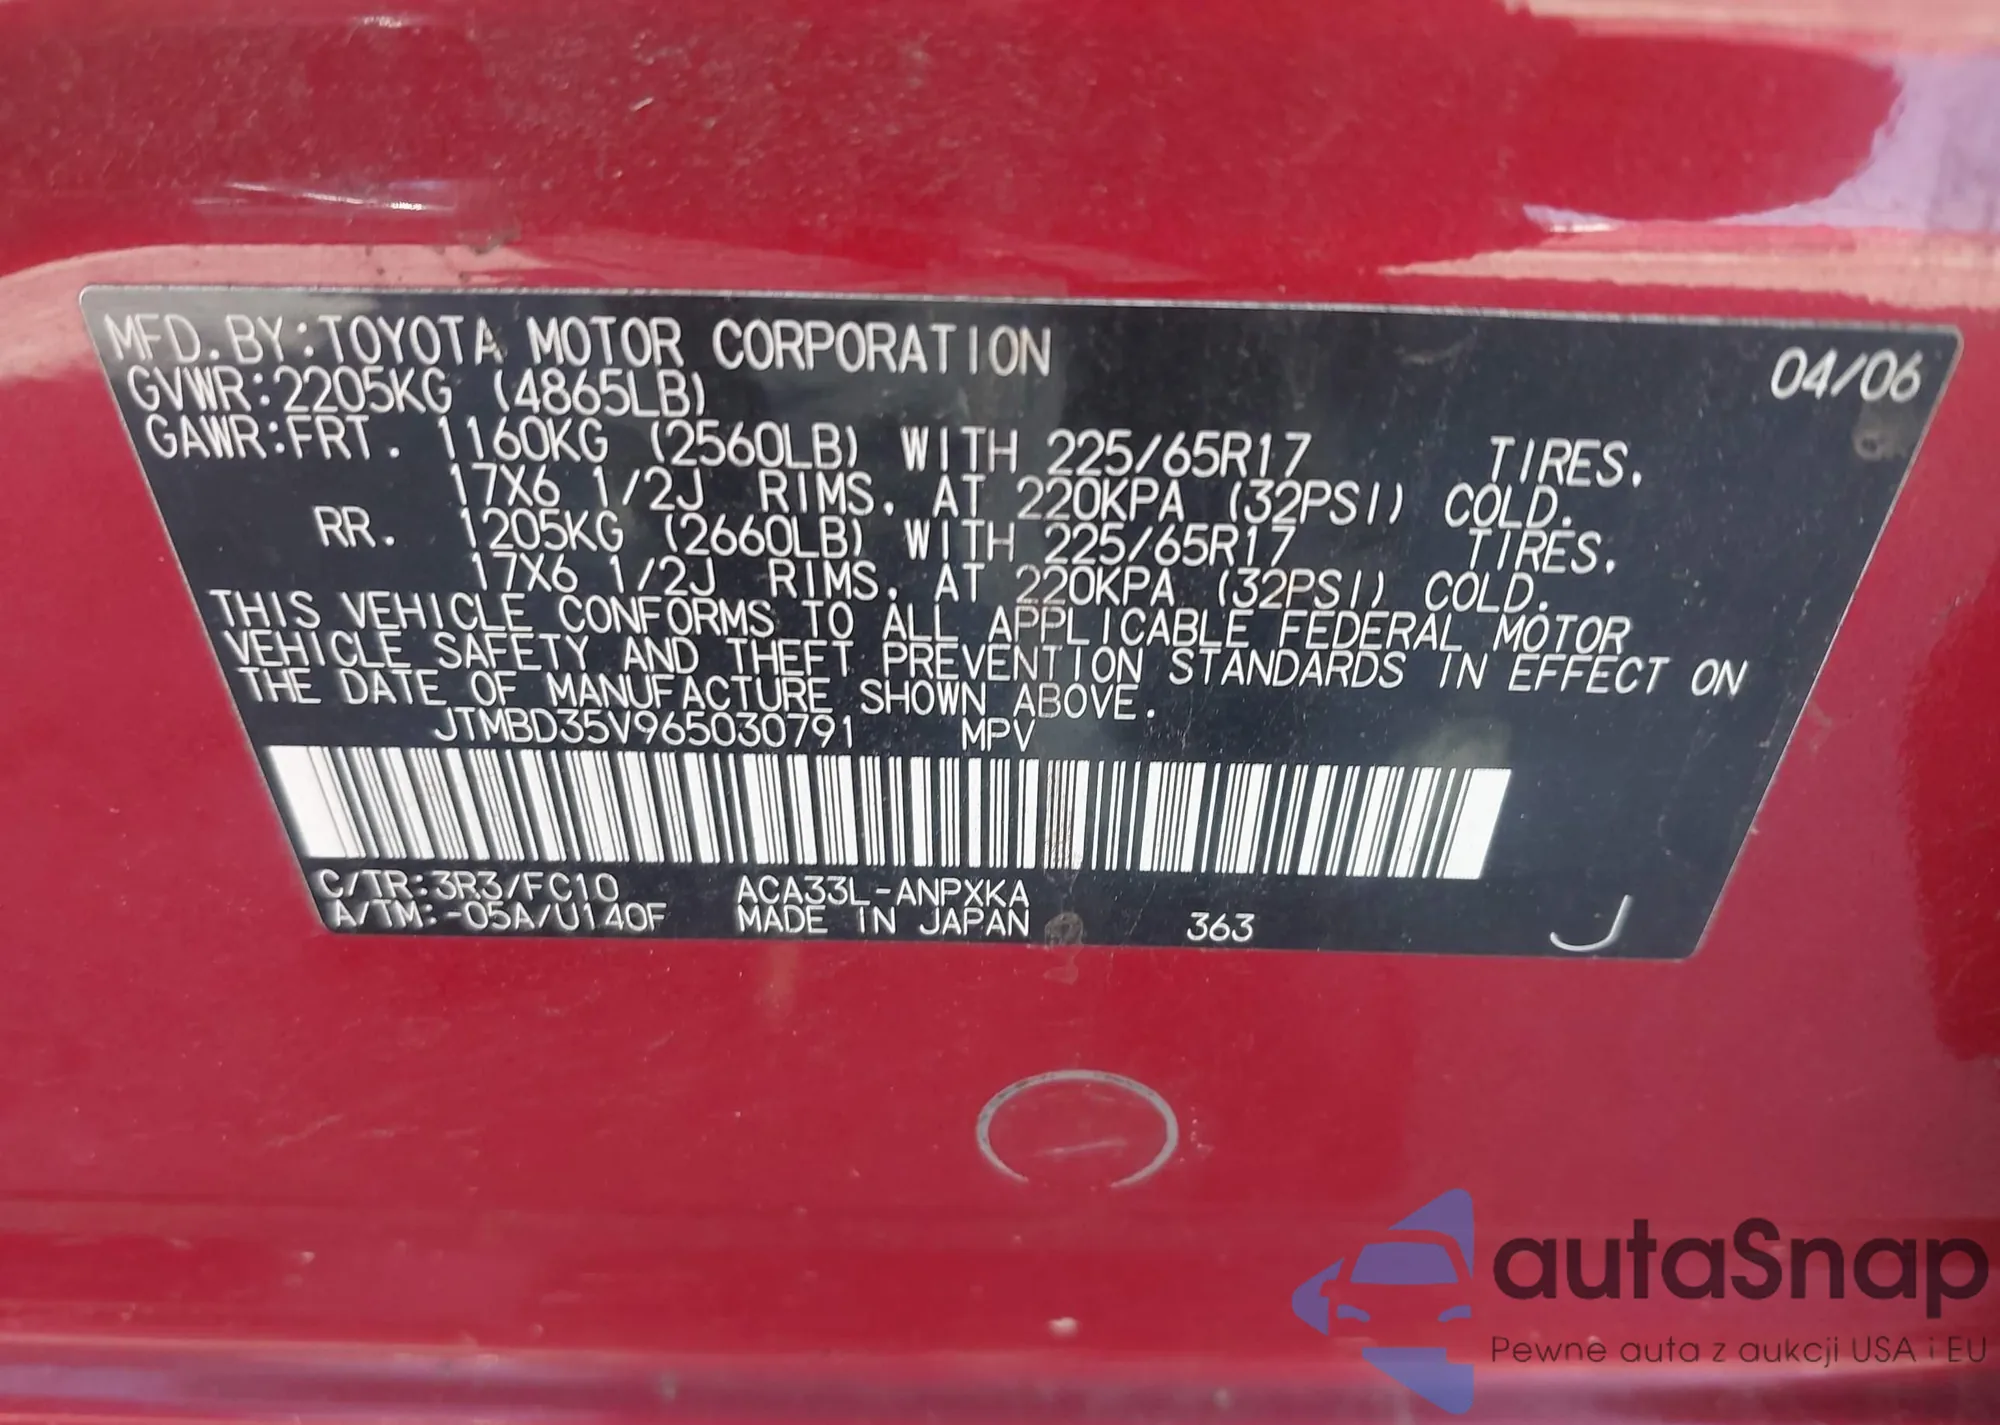 MFD.BY:TOYOTA MOTOR CORPORATION 04/06
GVWR:2205KG (4865LB)
GAWR:FRT. 1160KG (2560LB) WITH 225/65R17 TIRES.
17X6 1/2J RIMS, AT 220KPA (32PSI) COLD.
RR. 1205KG (2660LB) WITH 225/65R17 TIRES,
17X6 1/2J RIMS, AT 220KPA (32PSI) COLD.
THIS VEHICLE CONFORMS TO ALL APPLICABLE FEDERAL MOTOR
VEHICLE SAFETY AND THEFT PREVENTION STANDARDS IN EFFECT ON
THE DATE OF MANUFACTURE SHOWN ABOVE.
JTMBD35V965030791 MPV
C/TR:3R3/FC10 ACA33L-ANPXKA
A/TM:-05A/U140F MADE IN JAPAN 363 J
autaSnap
Pewne auta z aukcji USA i EU